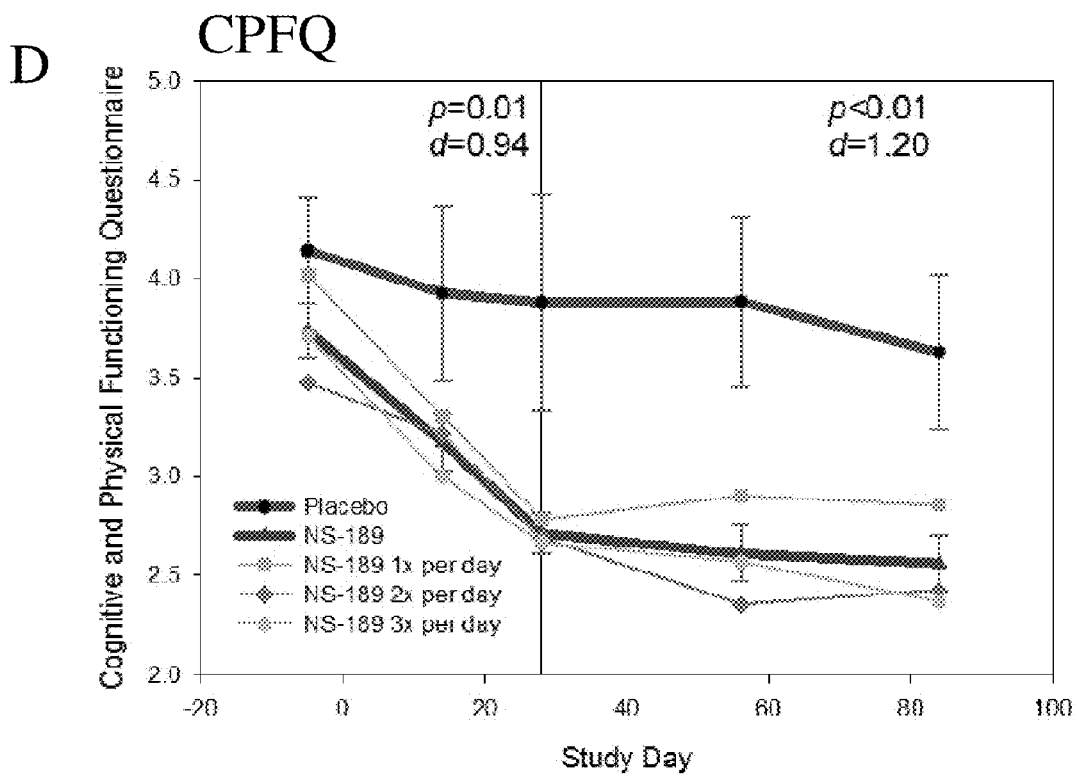 D
CPFQ
Cognitive and Physical Functioning Questionnaire
5.0
4.5
4.0
3.5
3.0
2.5
2.0
p=0.01
d=0.94
p<0.01
d=1.20
Placebo
NS-189
NS-189 1x per day
NS-189 2x per day
NS-189 3x per day
-20 0 20 40 60 80 100
Study Day